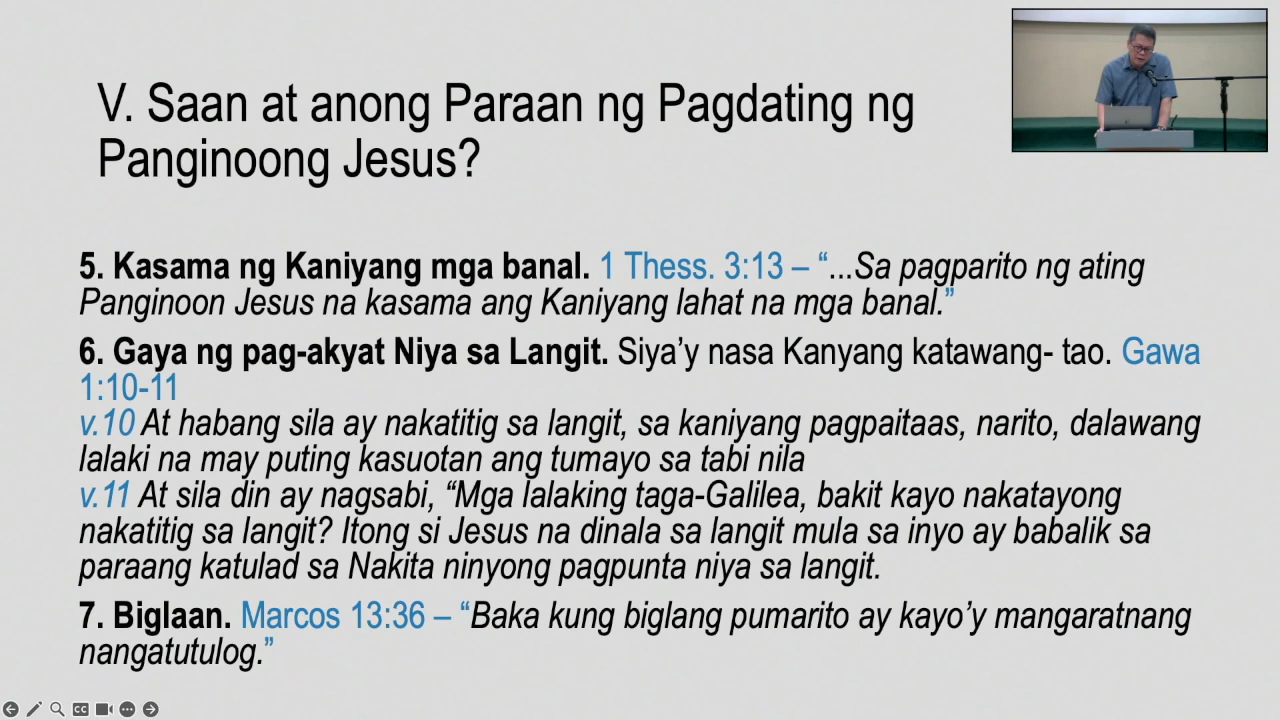 V. Saan at anong Paraan ng Pagdating ng
Panginoong Jesus?
5. Kasama ng Kaniyang mga banal. 1 Thess. 3:13 – “...Sa pagparito ng ating
Panginoon Jesus na kasama ang Kaniyang lahat na mga banal.”
6. Gaya ng pag-akyat Niya sa Langit. Siya’y nasa Kanyang katawang- tao. Gawa
1:10-11
v.10 At habang sila ay nakatitig sa langit, sa kaniyang pagpaitaas, narito, dalawang
lalaki na may puting kasuotan ang tumayo sa tabi nila
v.11 At sila din ay nagsabi, “Mga lalaking taga-Galilea, bakit kayo nakatayong
nakatitig sa langit? Itong si Jesus na dinala sa langit mula sa inyo ay babalik sa
paraang katulad sa Nakita ninyong pagpunta niya sa langit.
7. Biglaan. Marcos 13:36 – “Baka kung biglang pumarito ay kayo’y mangaratnang
nangatutulog.”
CC